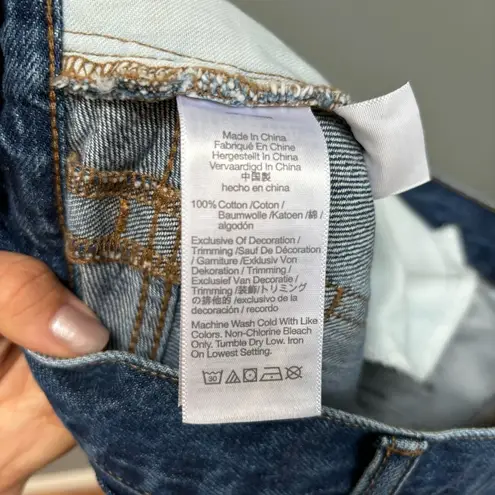 Made in China
Fabriqué En Chine
Hergestellt In China
Vervaardigd In China
中国製
hecho en china
100% Cotton /Coton /
Baumwolle /Katoen /綿 /
algodón
Exclusive Of Decoration /
Trimming /Sauf De Décoration
/ Garniture /Exklusiv Von
Dekoration / Trimming /
Exclusief Van Decoratie/
Trimming /装飾/トリミング
の排他的 /exclusivo de la
decoración / recordo
Machine Wash Cold With Like
Colors. Non-Chlorine Bleach
Only. Tumble Dry Low. Iron
On Lowest Setting.
30